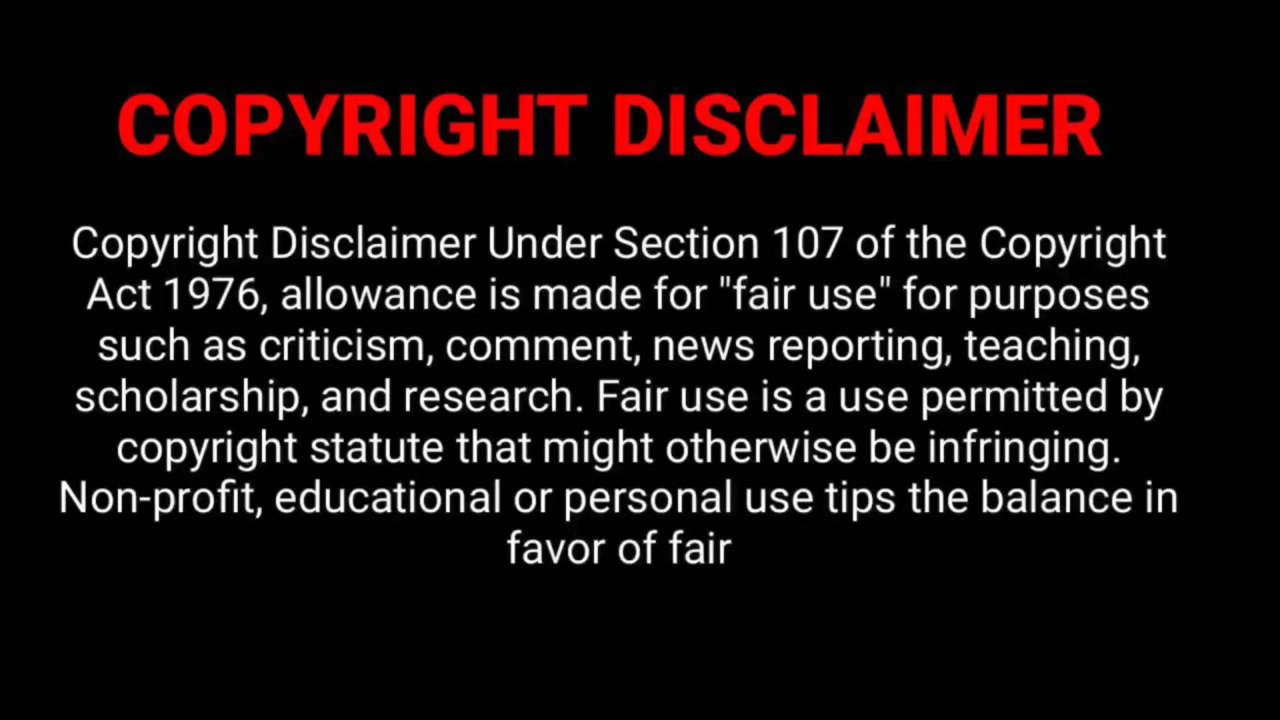 COPYRIGHT DISCLAIMER
Copyright Disclaimer Under Section 107 of the Copyright
Act 1976, allowance is made for "fair use" for purposes
such as criticism, comment, news reporting, teaching,
scholarship, and research. Fair use is a use permitted by
copyright statute that might otherwise be infringing.
Non-profit, educational or personal use tips the balance in
favor of fair